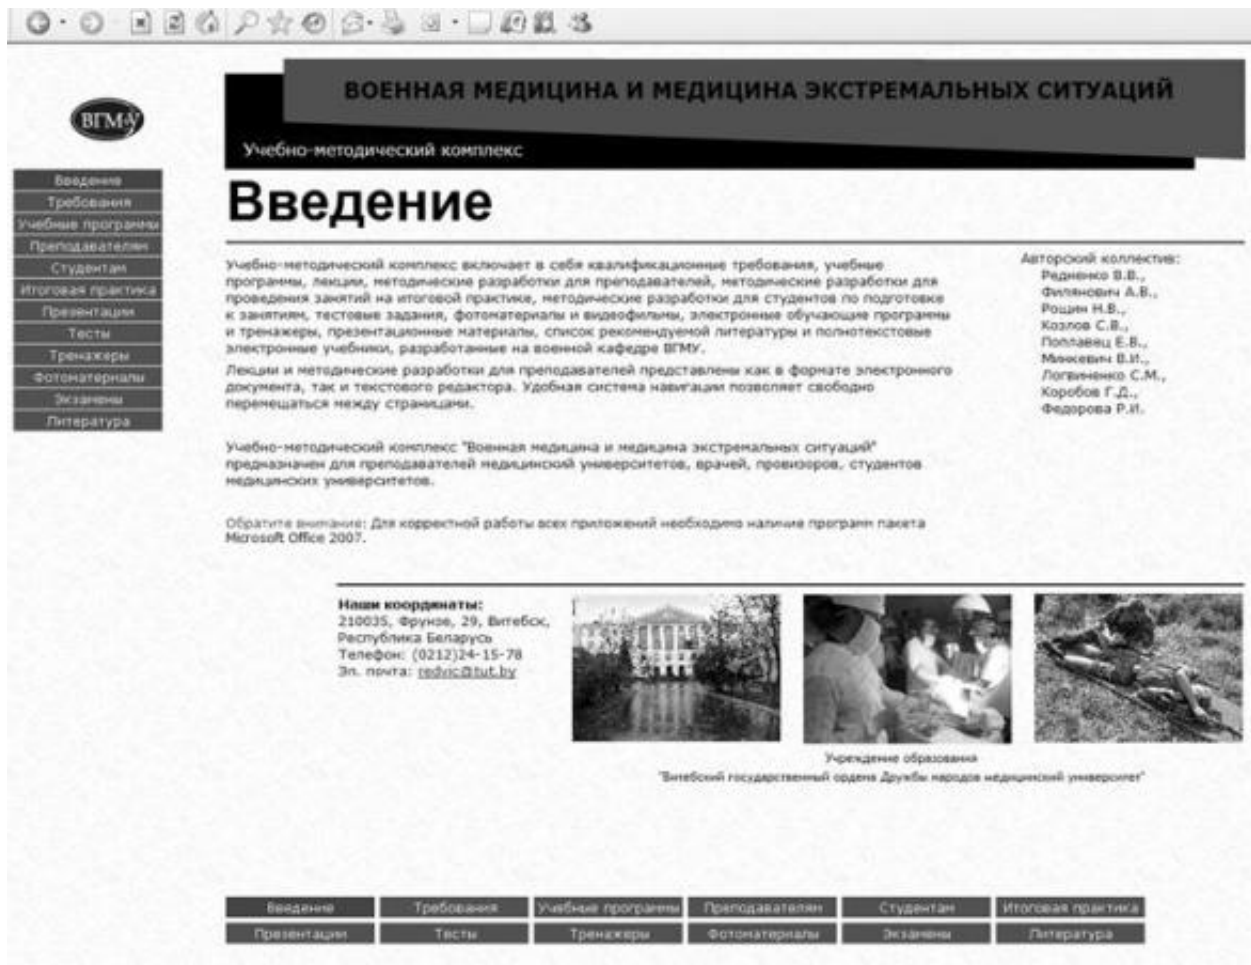 ВОЕННАЯ МЕДИЦИНА И МЕДИЦИНА ЭКСТРЕМАЛЬНЫХ СИТУАЦИЙ
ВГМУ
Учебно-методический комплекс
Введение
Требования
Учебные программы
Преподавателям
Студентам
Итоговая практика
Презентации
Тесты
Тренажеры
Фотоматериалы
Экзамены
Литература
Введение
Учебно-методический комплекс включает в себя квалификационные требования, учебные
программы, лекции, методические разработки для преподавателей, методические разработки для
проведения занятий на итоговой практике, методические разработки для студентов по подготовке
к занятиям, тестовые задания, фотоматериалы и видеофильмы, электронные обучающие программы
и тренажеры, презентационные материалы, список рекомендуемой литературы и полнотекстовые
электронные учебники, разработанные на военной кафедре ВГМУ.
Лекции и методические разработки для преподавателей представлены как в формате электронного
документа, так и текстового редактора. Удобная система навигации позволяет свободно
перемещаться между страницами.
Учебно-методический комплекс "Военная медицина и медицина экстремальных ситуаций"
предназначен для преподавателей медицинский университетов, врачей, провизоров, студентов
медицинских университетов.
Обратите внимание: Для корректной работы всех приложений необходимо наличие програм пакета
Microsoft Office 2007.
Авторский коллектив:
Редненко В.В.,
Филянович А.В.,
Рощин Н.В.,
Козлов С.В.,
Поплавец Е.В.,
Минкевич В.И.,
Логвиненко С.М.,
Коробов Г.Д.,
Федорова Р.И.
Наши координаты:
210035, Фрунзе, 29, Витебск,
Республика Беларусь
Телефон: (0212)24-15-78
Эл. почта: redvic@tut.by
Учреждение образования
"Витебский государственный ордена Дружбы народов медицинский университет"
Введение Требования Учебные программы Преподавателям Студентам Итоговая практика
Презентации Тесты Тренажеры Фотоматериалы Экзамены Литература